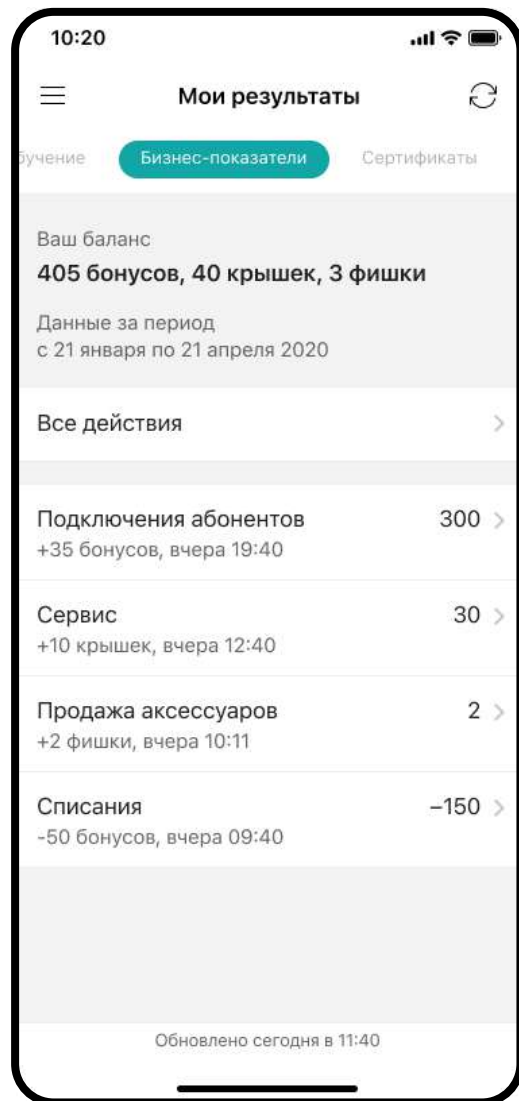 10:20
Мои результаты
бучение Бизнес-показатели Сертификаты
Ваш баланс
405 бонусов, 40 крышек, 3 фишки
Данные за период
с 21 января по 21 апреля 2020
Все действия
Подключения абонентов 300
+35 бонусов, вчера 19:40
Сервис 30
+10 крышек, вчера 12:40
Продажа аксессуаров 2
+2 фишки, вчера 10:11
Списания –150
-50 бонусов, вчера 09:40
Обновлено сегодня в 11:40